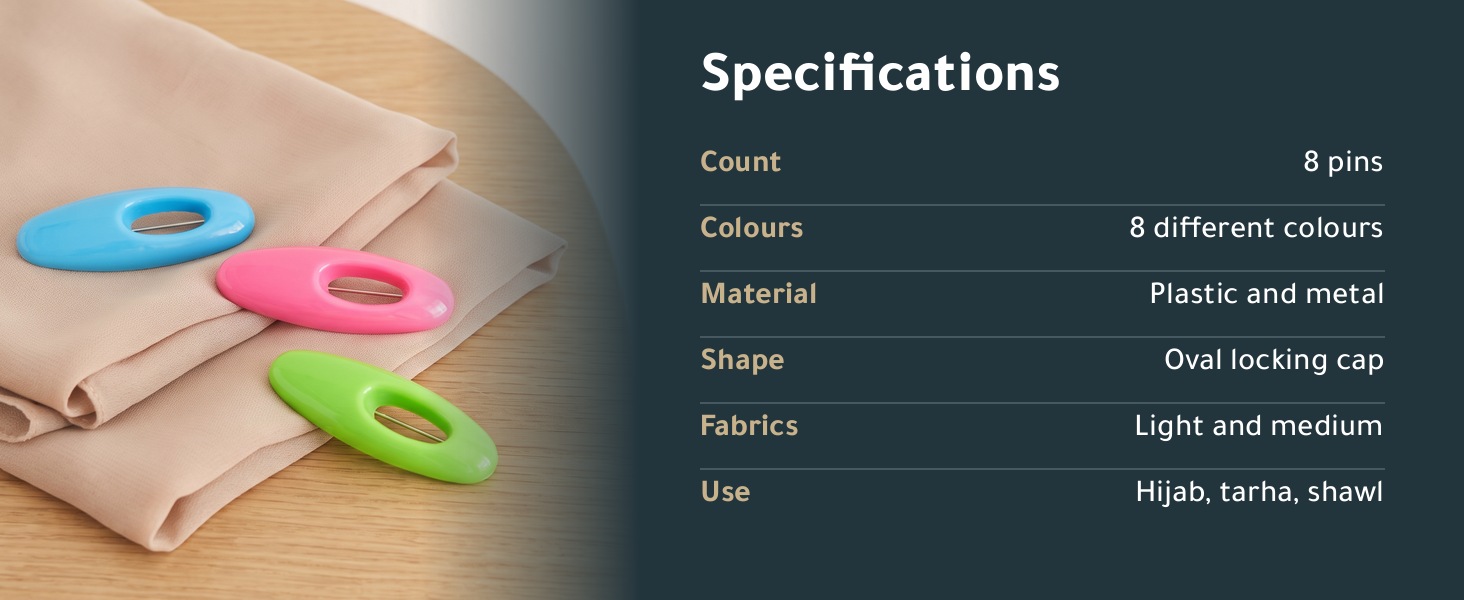 Specifications
Count 8 pins
Colours 8 different colours
Material Plastic and metal
Shape Oval locking cap
Fabrics Light and medium
Use Hijab, tarha, shawl